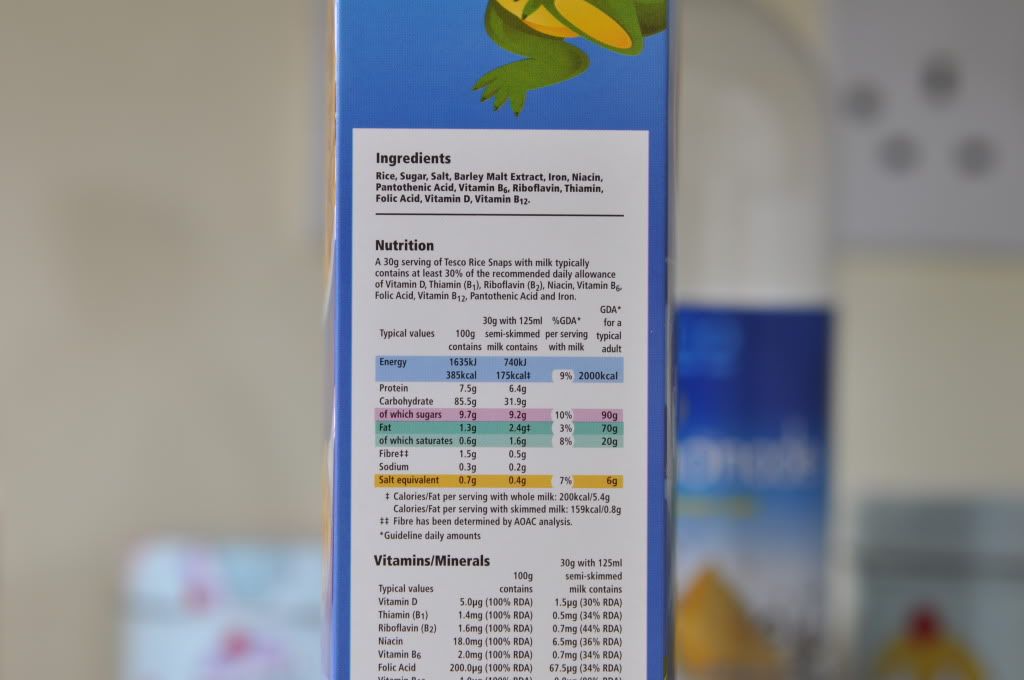 Ingredients
Rice, Sugar, Salt, Barley Malt Extract, Iron, Niacin,
Pantothenic Acid, Vitamin B6, Riboflavin, Thiamin,
Folic Acid, Vitamin D, Vitamin B12.
Nutrition
A 30g serving of Tesco Rice Snaps with milk typically
contains at least 30% of the recommended daily allowance
of Vitamin D, Thiamin (B1), Riboflavin (B2), Niacin, Vitamin B6,
Folic Acid, Vitamin B12, Pantothenic Acid and Iron.
GDA*
30g with 125ml %GDA* for a
Typical values 100g semi-skimmed per serving typical
contains milk contains with milk adult
Energy 1635kJ 740kJ
385kcal 175kcal‡ 9% 2000kcal
Protein 7.5g 6.4g
Carbohydrate 85.5g 31.9g
of which sugars 9.7g 9.2g 10% 90g
Fat 1.3g 2.4g‡ 3% 70g
of which saturates 0.6g 1.6g 8% 20g
Fibre‡‡ 1.5g 0.5g
Sodium 0.3g 0.2g
Salt equivalent 0.7g 0.4g 7% 6g
‡ Calories/Fat per serving with whole milk: 200kcal/5.4g
Calories/Fat per serving with skimmed milk: 159kcal/0.8g
‡‡ Fibre has been determined by AOAC analysis.
*Guideline daily amounts
Vitamins/Minerals 30g with 125ml
100g semi-skimmed
Typical values contains milk contains
Vitamin D 5.0µg (100% RDA) 1.5µg (30% RDA)
Thiamin (B1) 1.4mg (100% RDA) 0.5mg (34% RDA)
Riboflavin (B2) 1.6mg (100% RDA) 0.7mg (44% RDA)
Niacin 18.0mg (100% RDA) 6.5mg (36% RDA)
Vitamin B6 2.0mg (100% RDA) 0.7mg (34% RDA)
Folic Acid 200.0µg (100% RDA) 67.5µg (34% RDA)